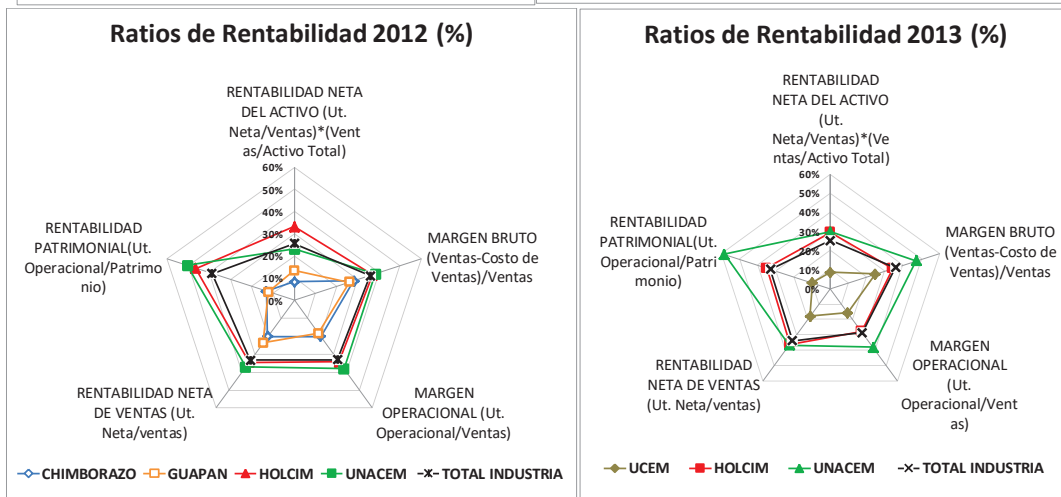 Ratios de Rentabilidad 2012 (%)
RENTABILIDAD NETA
DEL ACTIVO (Ut.
Neta/Ventas)*(Vent
as/Activo Total)
60%
50%
40%
30%
20%
10%
0%
MARGEN BRUTO
(Ventas-Costo de
Ventas)/Ventas
MARGEN
OPERACIONAL (Ut.
Operacional/Ventas)
RENTABILIDAD NETA
DE VENTAS (Ut.
Neta/ventas)
RENTABILIDAD
PATRIMONIAL(Ut.
Operacional/Patrimo
nio)
CHIMBORAZO GUAPAN HOLCIM UNACEM TOTAL INDUSTRIA
Ratios de Rentabilidad 2013 (%)
RENTABILIDAD
NETA DEL ACTIVO
(Ut.
Neta/Ventas)*(Ve
ntas/Activo Total)
60%
50%
40%
30%
20%
10%
0%
MARGEN BRUTO
(Ventas-Costo de
Ventas)/Ventas
MARGEN
OPERACIONAL
(Ut.
Operacional/Vent
as)
RENTABILIDAD
NETA DE VENTAS
(Ut. Neta/ventas)
RENTABILIDAD
PATRIMONIAL(Ut.
Operacional/Patri
monio)
UCEM HOLCIM UNACEM TOTAL INDUSTRIA